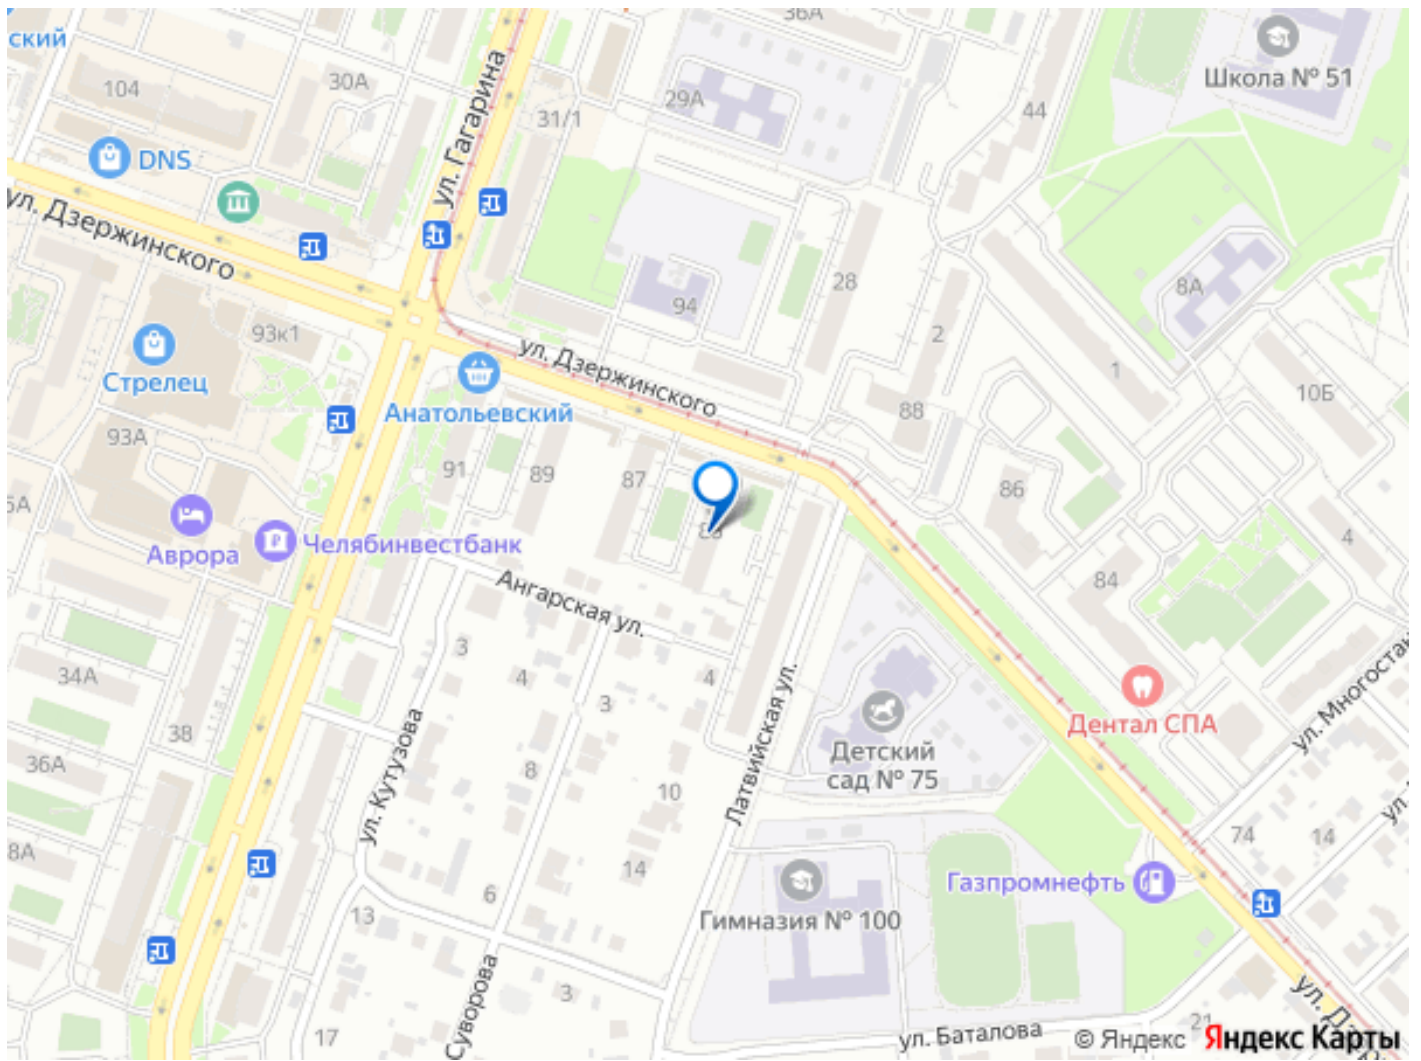 ский
36А
Школа № 51
104
30А
29А
44
31/1
ул. Гагарина
DNS
ул. Дзержинского
94
28
8А
2
93к1
ул. Дзержинского
Стрелец
1
10Б
Анатольевский
88
93А
91
89
87
86
Аврора
Челябинвестбанк
4
84
Ангарская ул.
3
4
3
4
34А
38
36А
ул. Кутузова
8
10
14
Латвийская ул.
Детский
сад № 75
Дентал СПА
ул. Многостан
ул.
74
14
8А
6
13
Гимназия № 100
Газпромнефть
Суворова
3
17
ул. Баталова
21
© Яндекс Яндекс Карты